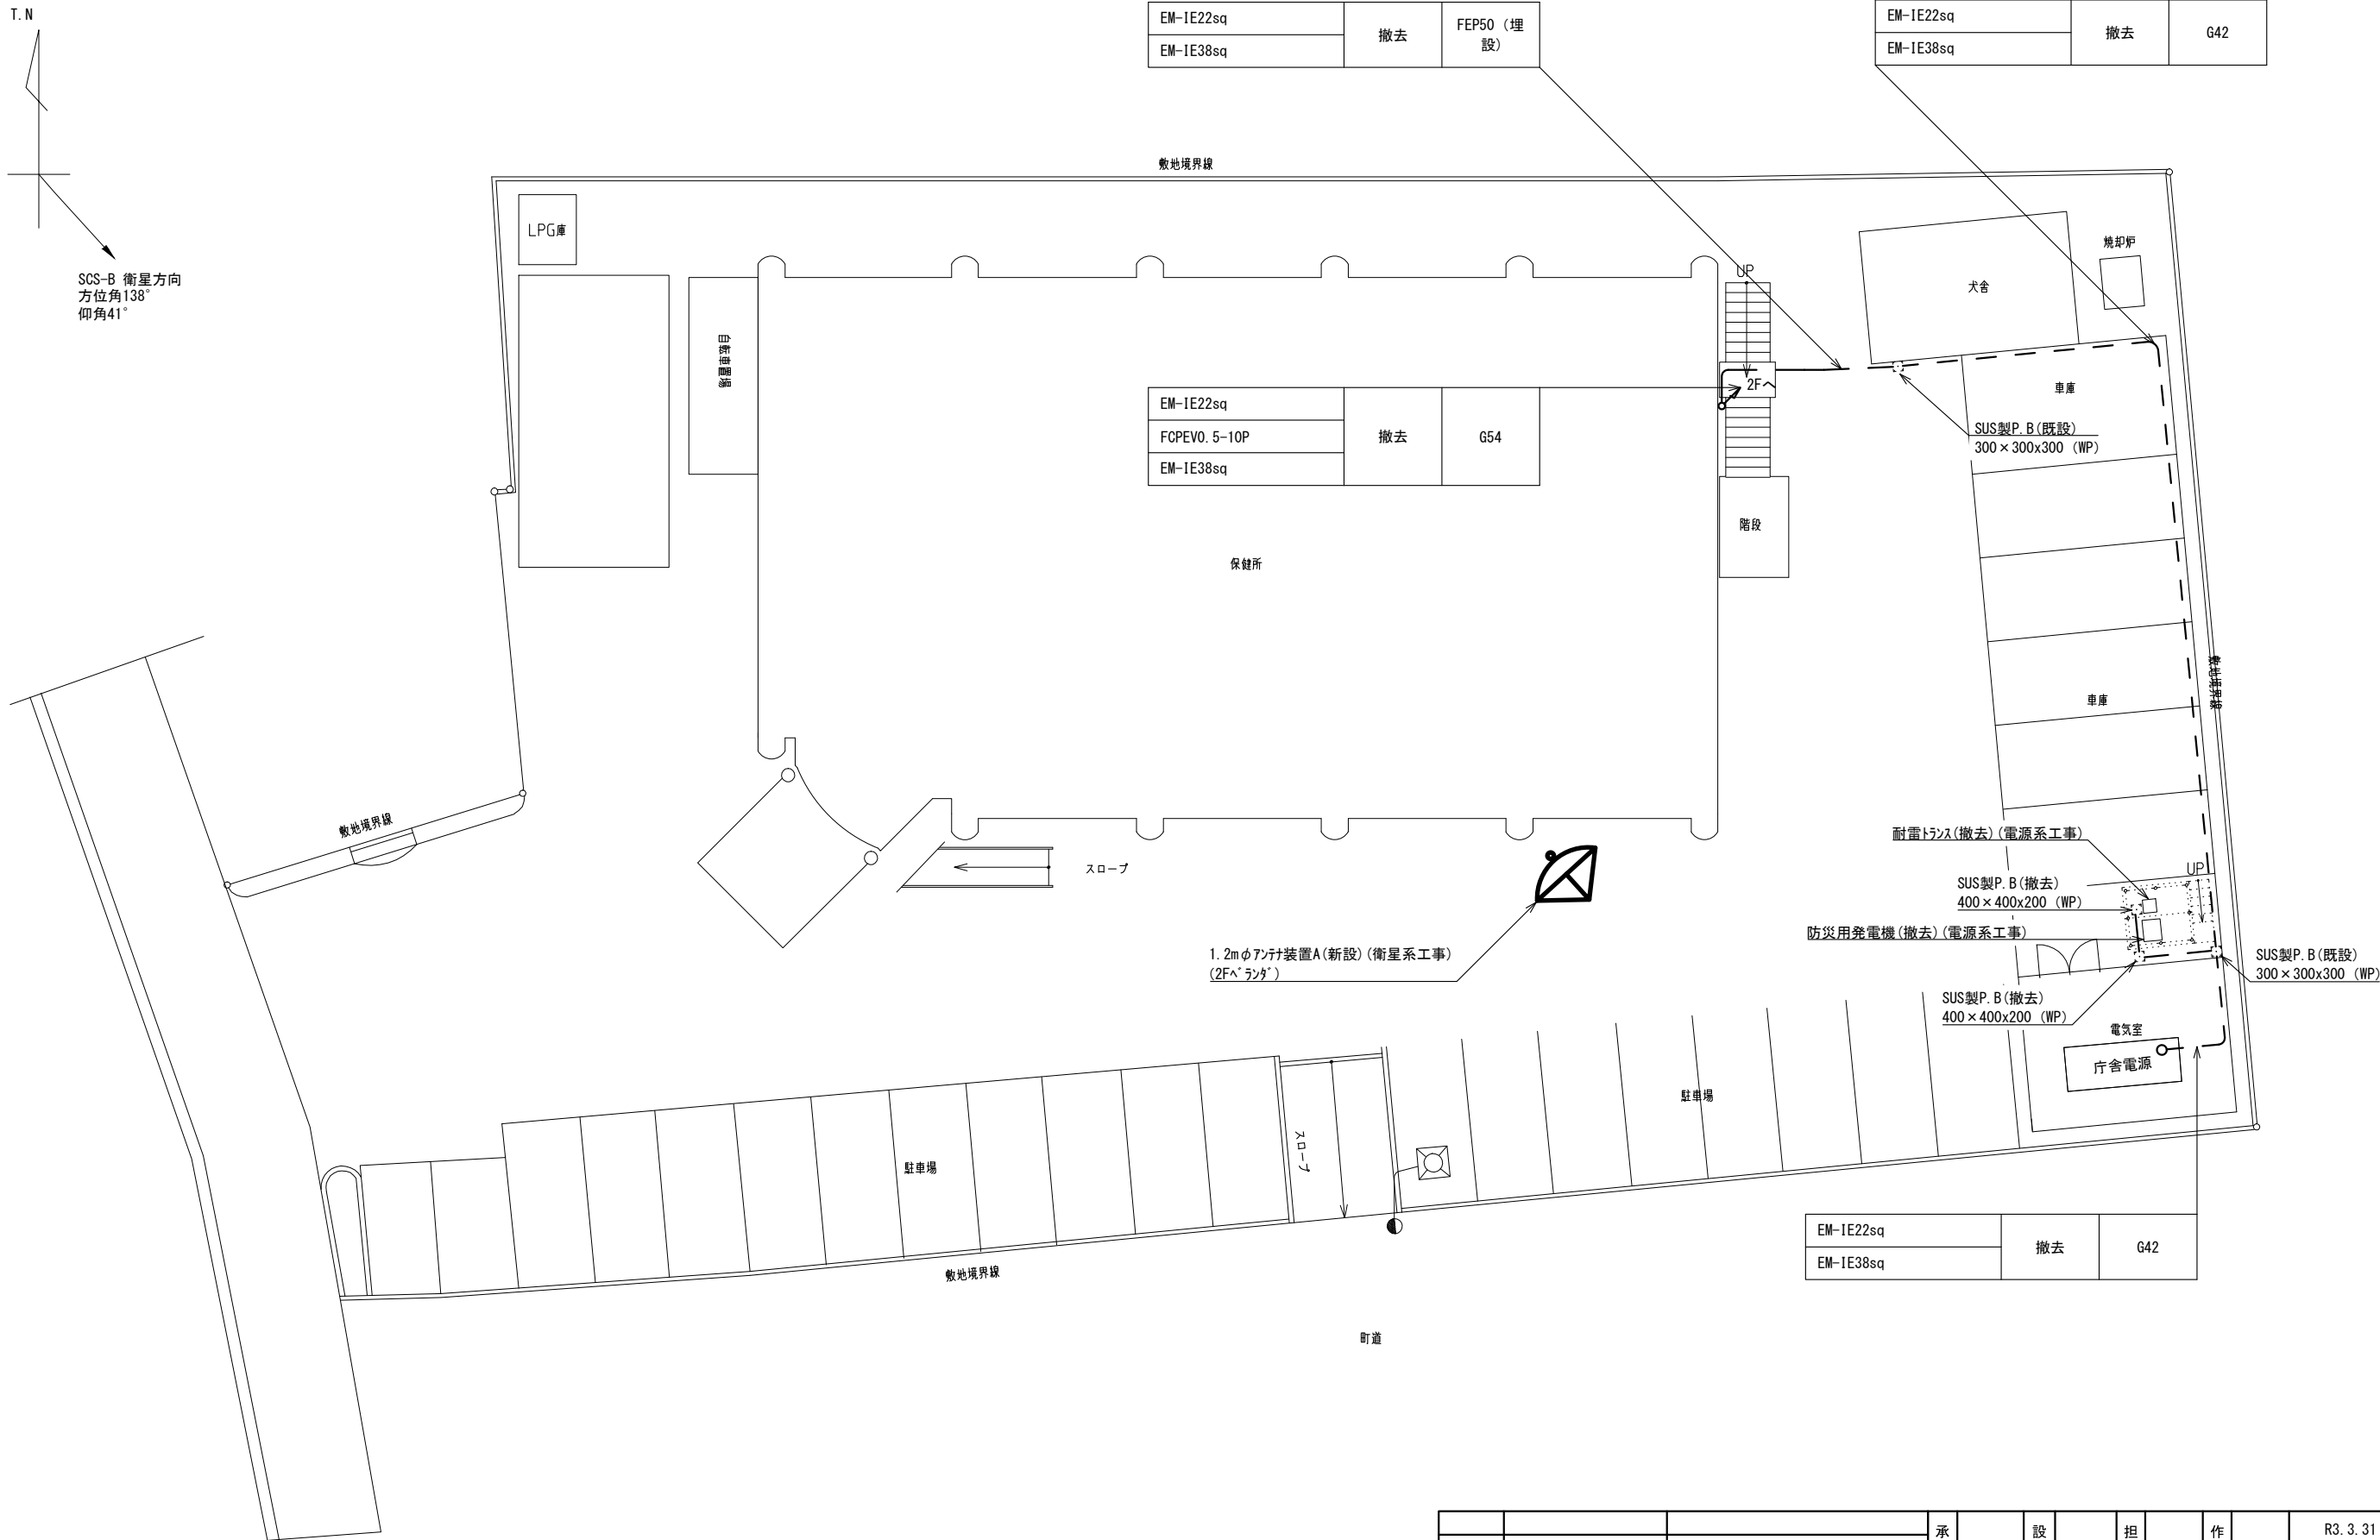 T.N
EM-IE22sq
EM-IE38sq
撤去
FEP50 (埋
設)
EM-IE22sq
EM-IE38sq
撤去
G42
敷地境界線
LPG庫
焼却炉
UP
犬舎
SCS-B 衛星方向
方位角138°
仰角41°
自転車置場
2Fへ
車庫
EM-IE22sq
FCPEV0.5-10P
EM-IE38sq
撤去
G54
SUS製P.B(既設)
300×300x300 (WP)
階段
保健所
敷地境界線
車庫
敷地境界線
耐雷トランス(撤去)(電源系工事)
スロープ
UP
SUS製P.B(撤去)
400×400x200 (WP)
防災用発電機(撤去)(電源系工事)
1.2mφアンテナ装置A(新設)(衛星系工事)
(2Fベランダ)
SUS製P.B(既設)
300×300x300 (WP)
SUS製P.B(撤去)
400×400x200 (WP)
電気室
庁舎電源
駐車場
スロープ
駐車場
EM-IE22sq
EM-IE38sq
撤去
G42
敷地境界線
町道
承
設
担
作
R3.3.31